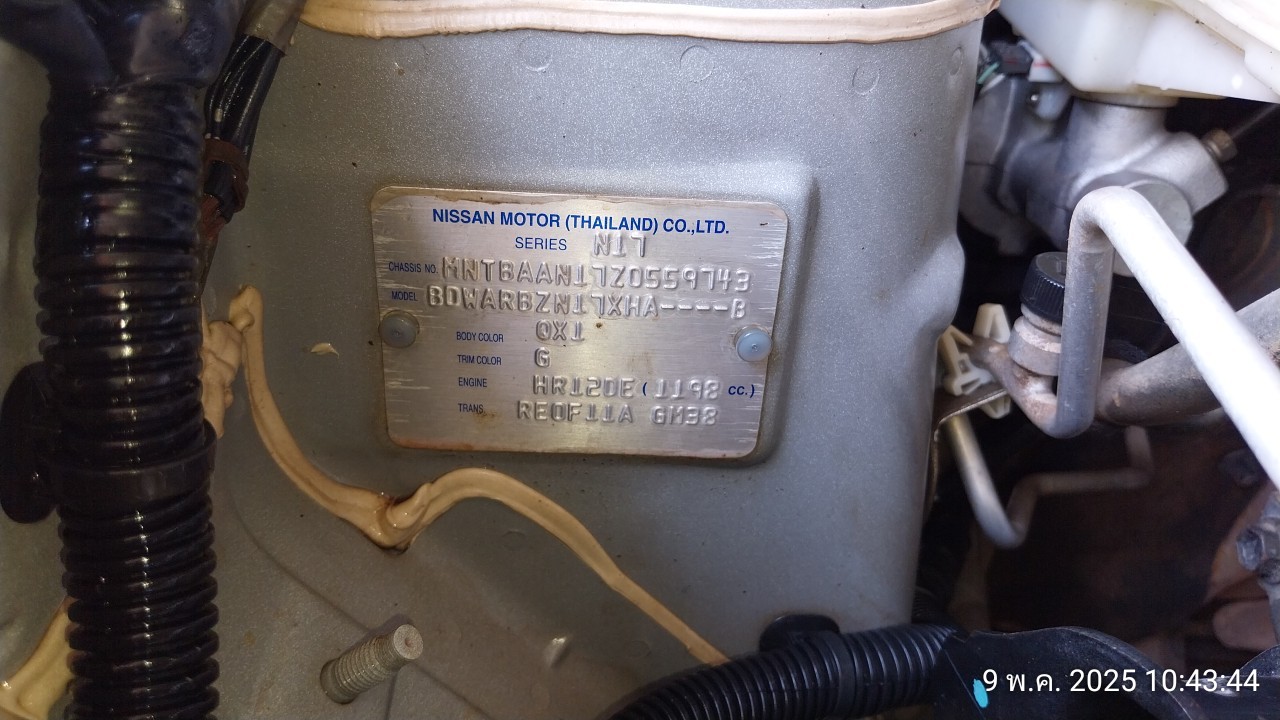 NISSAN MOTOR (THAILAND) CO.,LTD.
SERIES N17
CHASSIS NO. MNTBAAN17Z0559743
MODEL BDWARBZN17XHA----B
BODY COLOR 0X1
TRIM COLOR G
ENGINE HR12DE ( 1198 CC.)
TRANS RE0F11A GM38
9 พ.ค. 2025 10:43:44